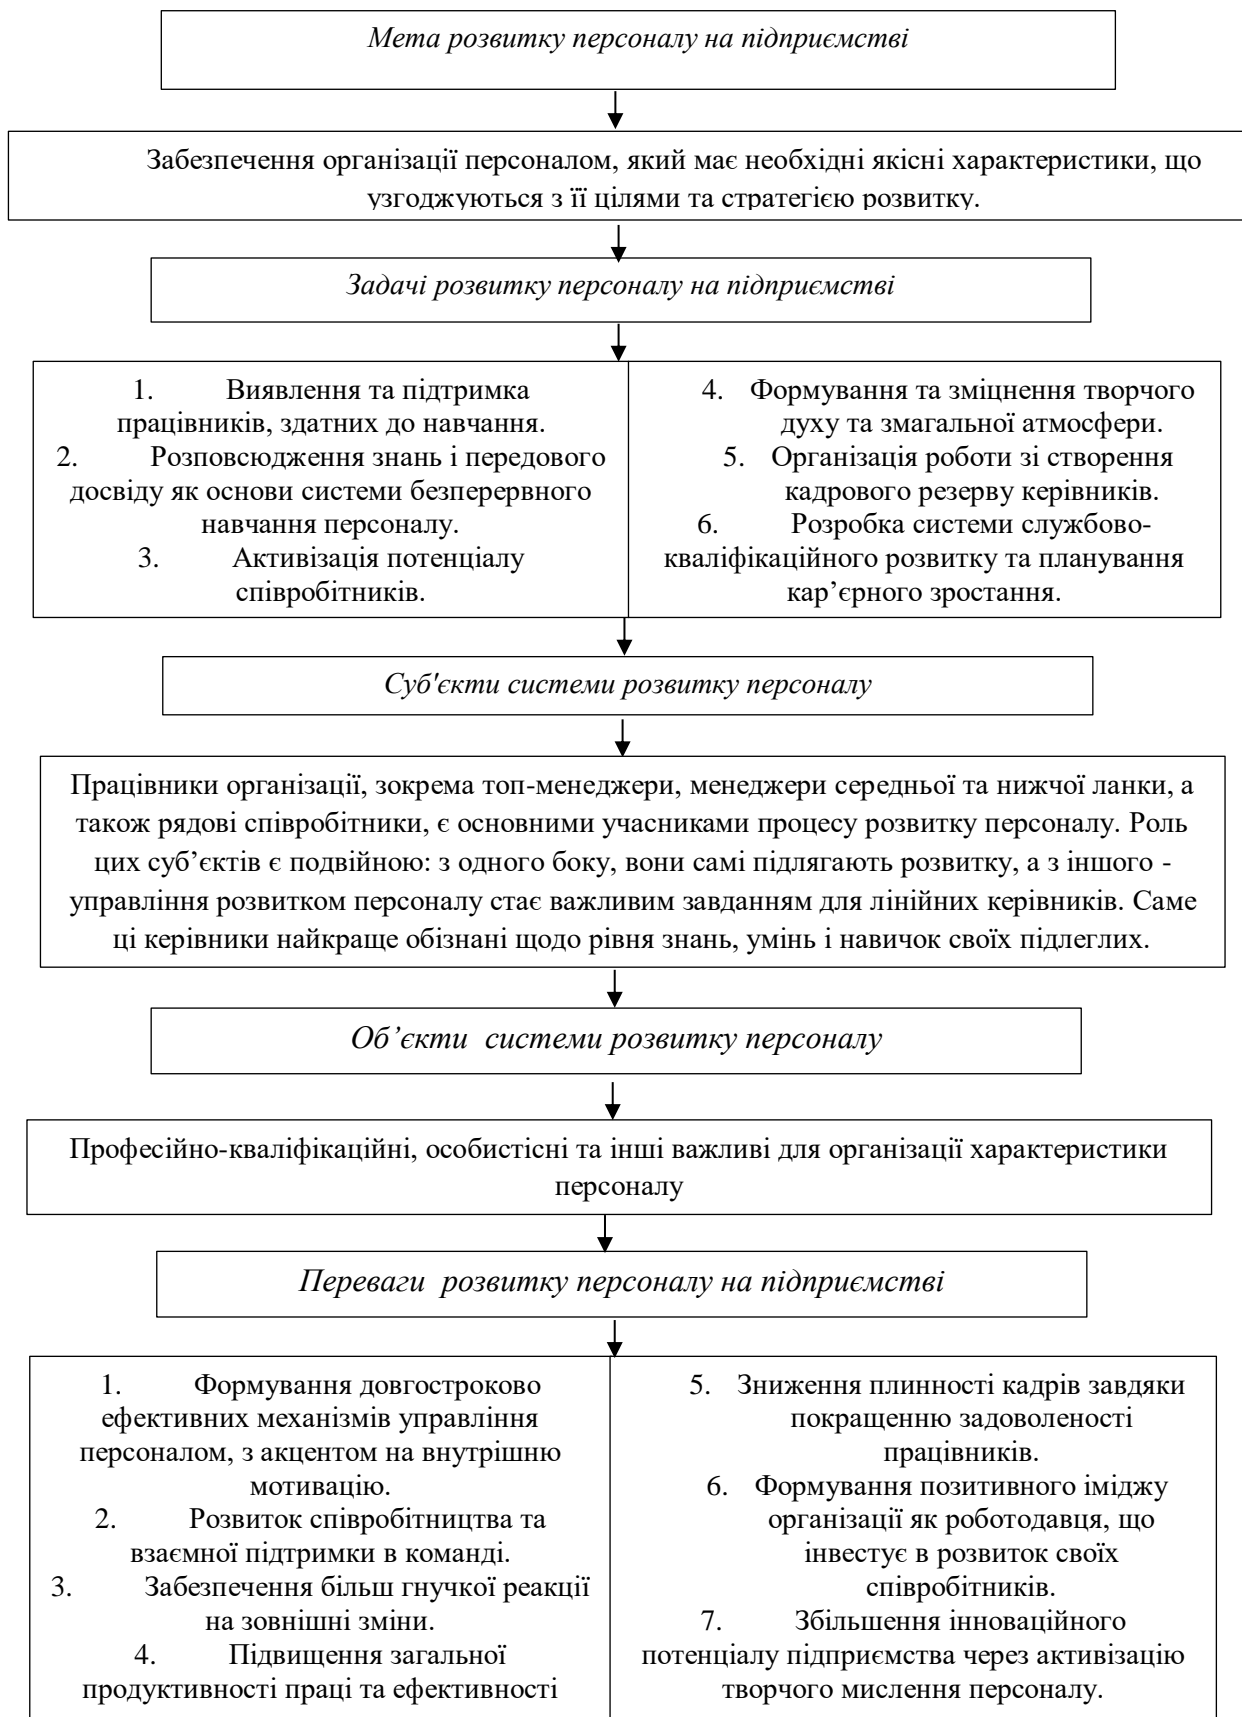 Мета розвитку персоналу на підприємстві
Забезпечення організації персоналом, який має необхідні якісні характеристики, що
узгоджуються з її цілями та стратегією розвитку.
Задачі розвитку персоналу на підприємстві
1. Виявлення та підтримка
працівників, здатних до навчання.
2. Розповсюдження знань і передового
досвіду як основи системи безперервного
навчання персоналу.
3. Активізація потенціалу
співробітників.
4. Формування та зміцнення творчого
духу та змагальної атмосфери.
5. Організація роботи зі створення
кадрового резерву керівників.
6. Розробка системи службово-
кваліфікаційного розвитку та планування
кар’єрного зростання.
Суб'єкти системи розвитку персоналу
Працівники організації, зокрема топ-менеджери, менеджери середньої та нижчої ланки, а
також рядові співробітники, є основними учасниками процесу розвитку персоналу. Роль
цих суб’єктів є подвійною: з одного боку, вони самі підлягають розвитку, а з іншого -
управління розвитком персоналу стає важливим завданням для лінійних керівників. Саме
ці керівники найкраще обізнані щодо рівня знань, умінь і навичок своїх підлеглих.
Об’єкти системи розвитку персоналу
Професійно-кваліфікаційні, особистісні та інші важливі для організації характеристики
персоналу
Переваги розвитку персоналу на підприємстві
1. Формування довгостроково
ефективних механізмів управління
персоналом, з акцентом на внутрішню
мотивацію.
2. Розвиток співробітництва та
взаємної підтримки в команді.
3. Забезпечення більш гнучкої реакції
на зовнішні зміни.
4. Підвищення загальної
продуктивності праці та ефективності
5. Зниження плинності кадрів завдяки
покращенню задоволеності
працівників.
6. Формування позитивного іміджу
організації як роботодавця, що
інвестує в розвиток своїх
співробітників.
7. Збільшення інноваційного
потенціалу підприємства через активізацію
творчого мислення персоналу.